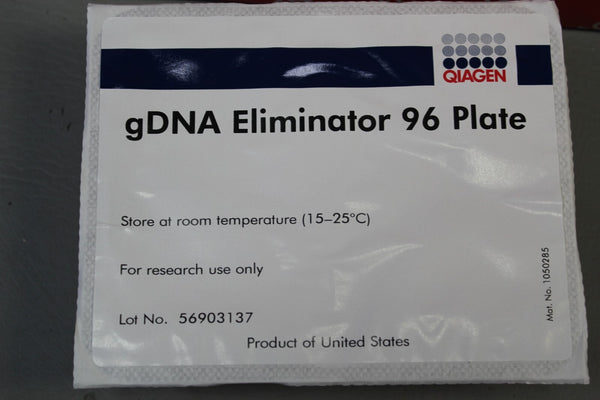 QIAGEN
gDNA Eliminator 96 Plate
Store at room temperature (15–25°C)
For research use only
Lot No. 56903137
Product of United States
Mat. No. 1050285